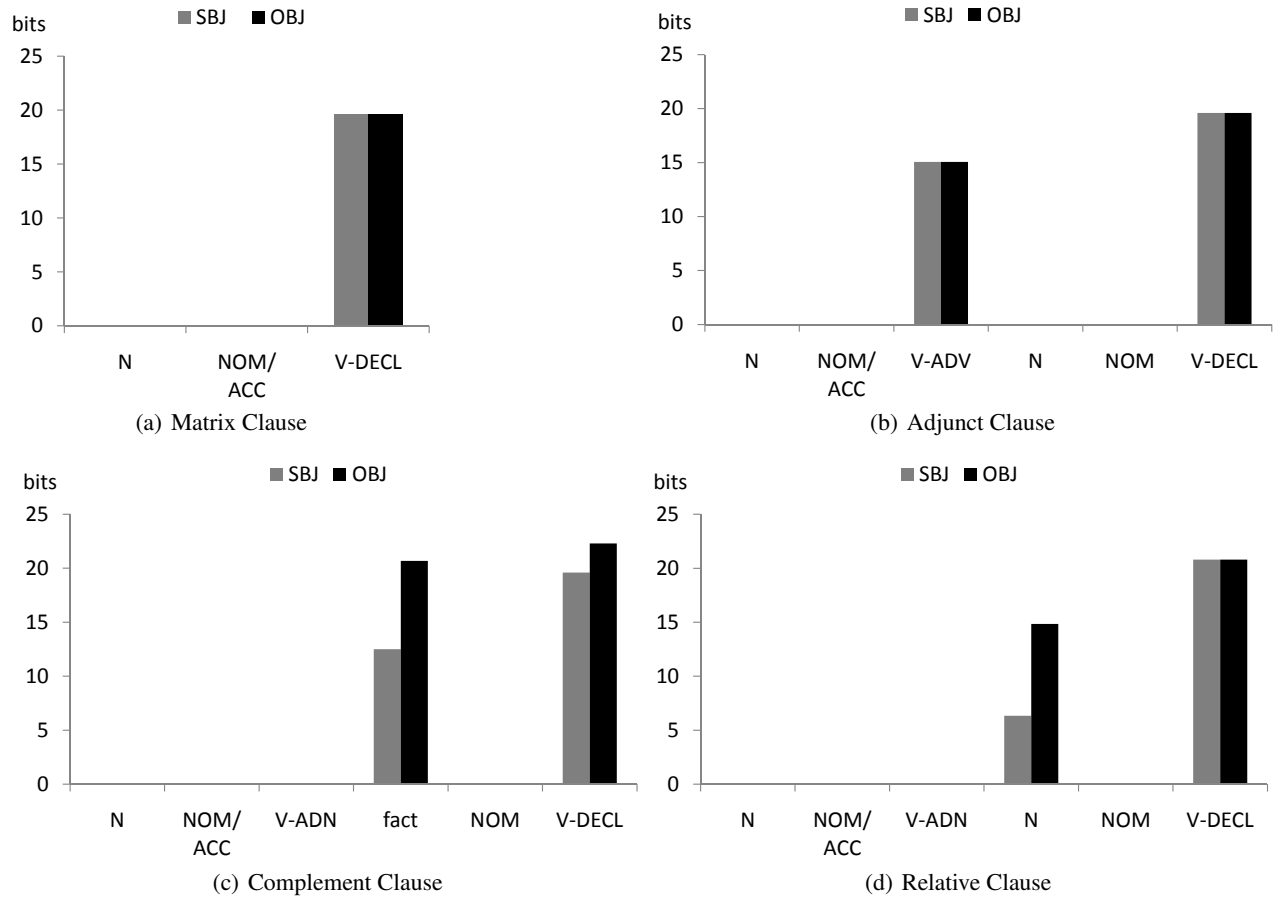 bits
SBJ OBJ
25
20
15
10
5
0
N NOM/ V-DECL
ACC
(a) Matrix Clause
bits
SBJ OBJ
25
20
15
10
5
0
N NOM/ V-ADV N NOM V-DECL
ACC
(b) Adjunct Clause
bits
SBJ OBJ
25
20
15
10
5
0
N NOM/ V-ADN fact NOM V-DECL
ACC
(c) Complement Clause
bits
SBJ OBJ
25
20
15
10
5
0
N NOM/ V-ADN N NOM V-DECL
ACC
(d) Relative Clause